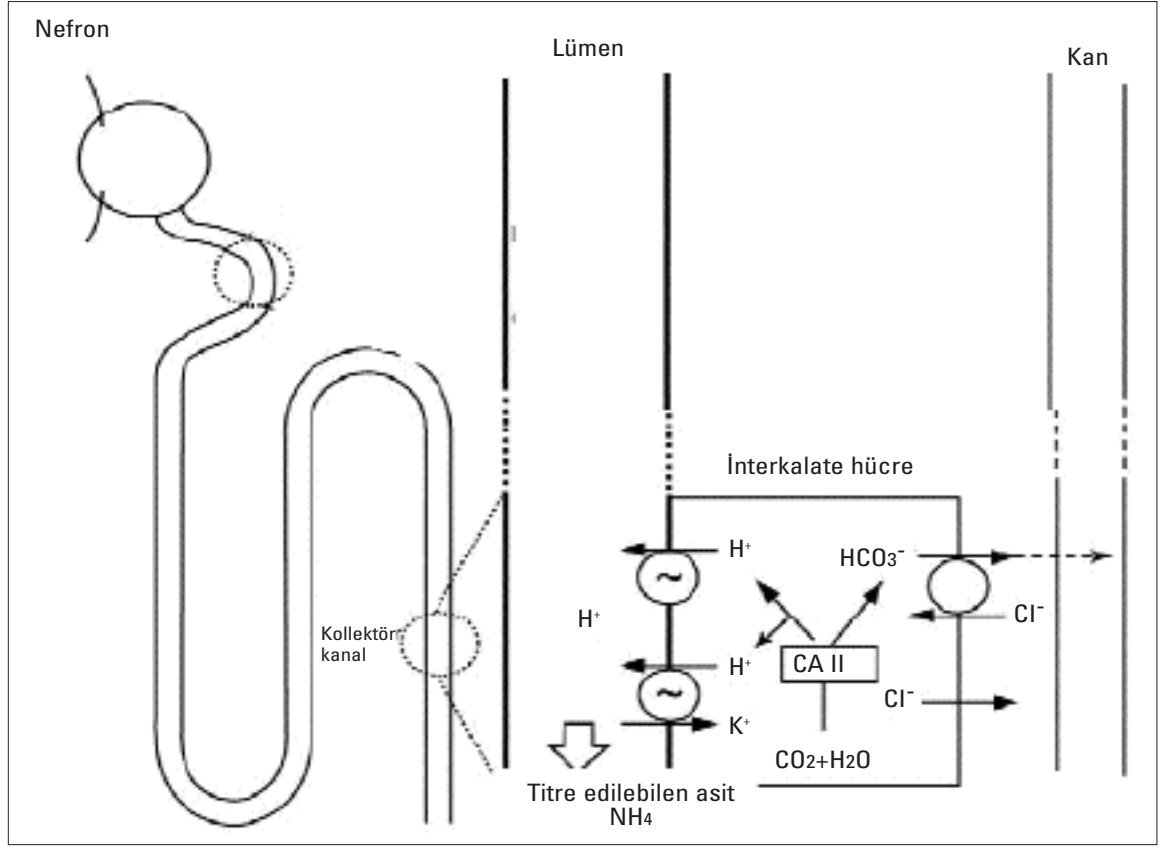 Nefron
Lümen
Kan
İnterkalate hücre
H⁺
HCO₃⁻
H⁺
Cl⁻
Kollektör
kanal
H⁺
CA II
Cl⁻
K⁺
CO₂+H₂O
Titre edilebilen asit
NH₄